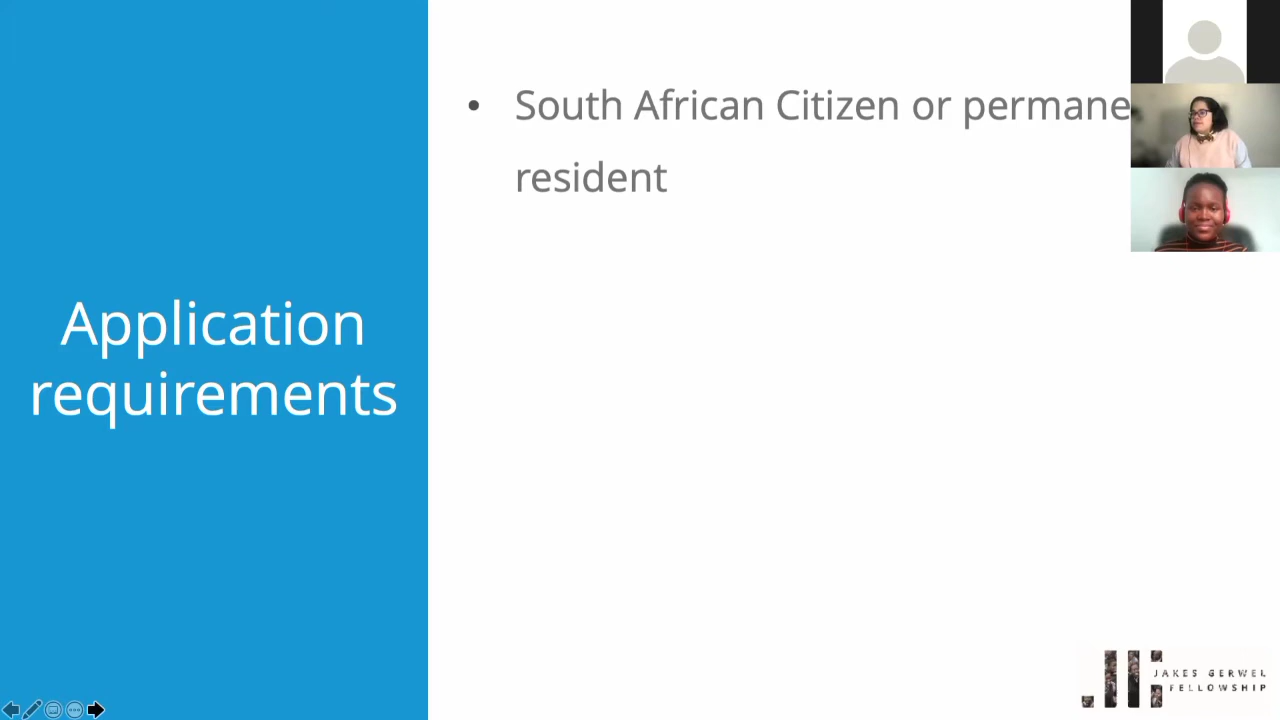 Application
requirements
• South African Citizen or permane
resident
JAKES GERWEL
FELLOWSHIP